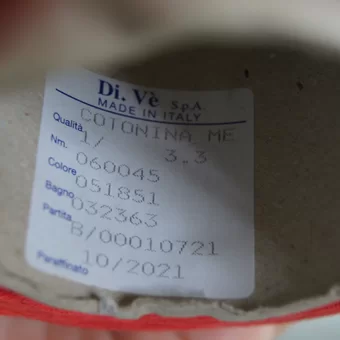 Di. Vè S.p.A.
MADE IN ITALY
Qualità COTONINA ME
Nm. 1/ 3.3
Colore 060045
Bagno 051851
Partita 032363
B/00010721
Paraffinato 10/2021